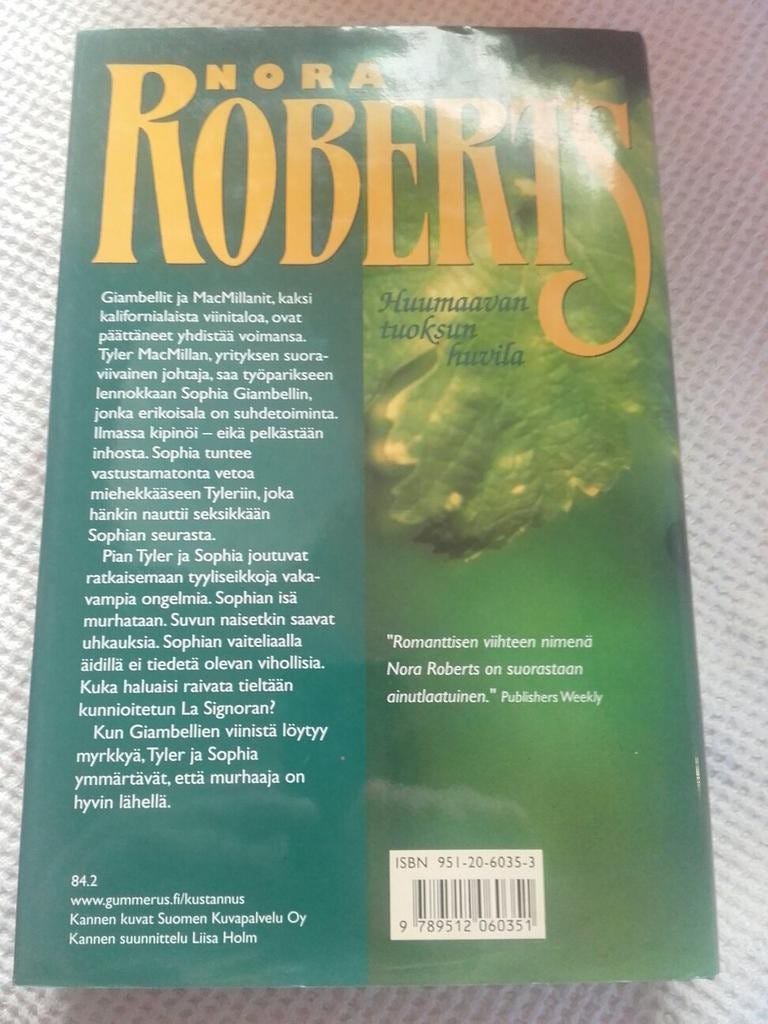 NORA
ROBERTS
Giambellit ja MacMillanit, kaksi
kalifornialaista viinitaloa, ovat
päättäneet yhdistää voimansa.
Tyler MacMillan, yrityksen suora-
viivainen johtaja, saa työparikseen
lennokkaan Sophia Giambellin,
jonka erikoisala on suhdetoiminta.
Ilmassa kipinöi – eikä pelkästään
inhosta. Sophia tuntee
vastustamatonta vetoa
miehekkääseen Tyleriin, joka
hänkin nauttii seksikkään
Sophian seurasta.
Pian Tyler ja Sophia joutuvat
ratkaisemaan tyyliseikkoja vaka-
vampia ongelmia. Sophian isä
murhataan. Suvun naisetkin saavat
uhkauksia. Sophian vaiteliaalla
äidillä ei tiedetä olevan vihollisia.
Kuka haluaisi raivata tieltään
kunnioitetun La Signoran?
Kun Giambellien viinistä löytyy
myrkkyä, Tyler ja Sophia
ymmärtävät, että murhaaja on
hyvin lähellä.
84.2
www.gummerus.fi/kustannus
Kannen kuvat Suomen Kuvapalvelu Oy
Kannen suunnittelu Liisa Holm
Huumaavan
tuoksun
huvila
"Romanttisen viihteen nimenä
Nora Roberts on suorastaan
ainutlaatuinen." Publishers Weekly
ISBN 951-20-6035-3
9 789512 060351